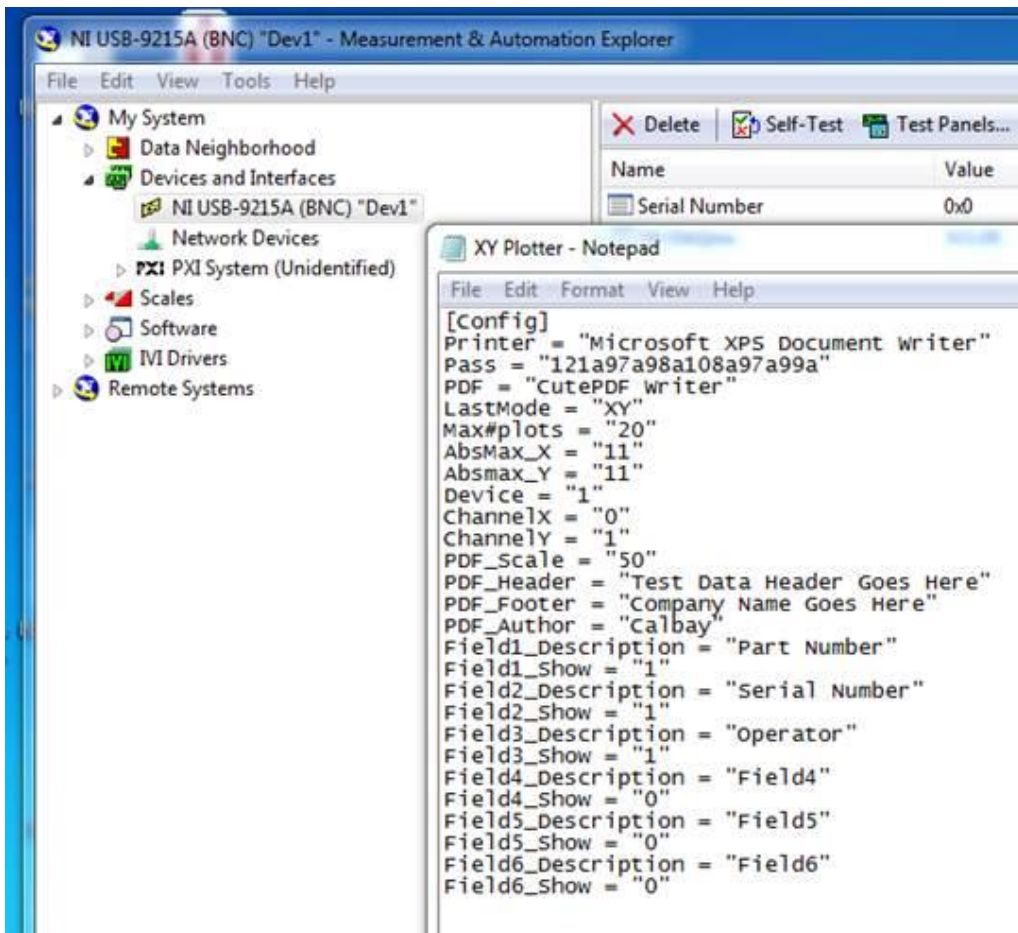 NI USB-9215A (BNC) "Dev1" - Measurement & Automation Explorer
File Edit View Tools Help
My System
Data Neighborhood
Devices and Interfaces
NI USB-9215A (BNC) "Dev1"
Network Devices
PXI PXI System (Unidentified)
Scales
Software
IVI Drivers
Remote Systems
Delete Self-Test Test Panels...
Name Value
Serial Number 0x0
XY Plotter - Notepad
File Edit Format View Help
[Config]
Printer = "Microsoft XPS Document Writer"
Pass = "121a97a98a108a97a99a"
PDF = "CutePDF Writer"
LastMode = "XY"
Max#plots = "20"
AbsMax_X = "11"
Absmax_Y = "11"
Device = "1"
ChannelX = "0"
ChannelY = "1"
PDF_Scale = "50"
PDF_Header = "Test Data Header Goes Here"
PDF_Footer = "Company Name Goes Here"
PDF_Author = "Calbay"
Field1_Description = "Part Number"
Field1_Show = "1"
Field2_Description = "Serial Number"
Field2_Show = "1"
Field3_Description = "Operator"
Field3_Show = "1"
Field4_Description = "Field4"
Field4_Show = "0"
Field5_Description = "Field5"
Field5_Show = "0"
Field6_Description = "Field6"
Field6_Show = "0"